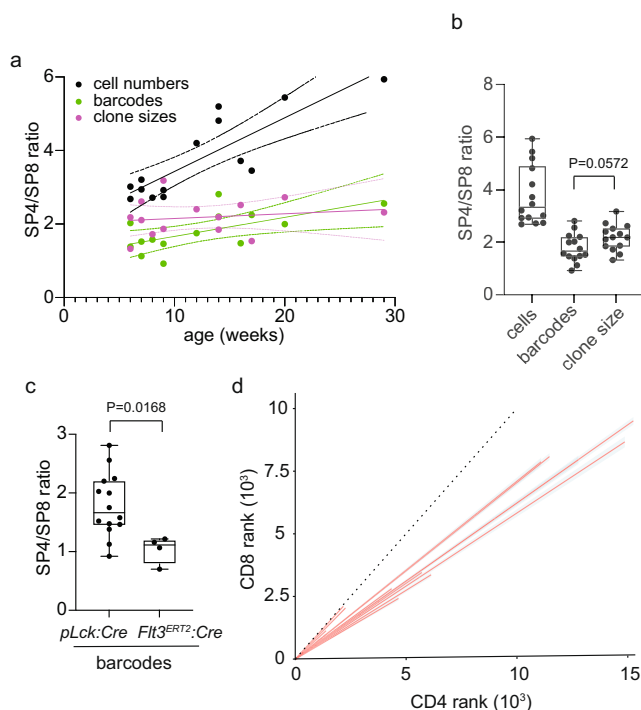 a
SP4/SP8 ratio
6
4
2
0
cell numbers
barcodes
clone sizes
0
10
20
30
age (weeks)
b
SP4/SP8 ratio
8
6
4
2
0
P=0.0572
cells
barcodes
clone size
c
P=0.0168
SP4/SP8 ratio
3
2
1
0
pLck:Cre Flt3ERT2:Cre
barcodes
d
CD8 rank (10³)
10
7.5
5
2.5
0
0
5
10
15
CD4 rank (10³)